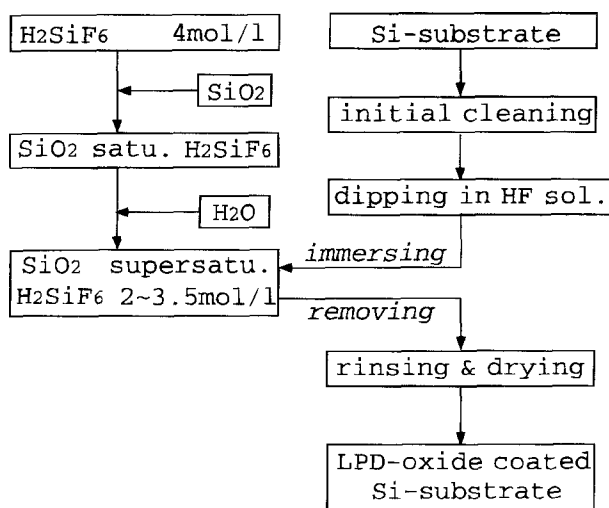 H2SiF6 4mol/l
SiO2
SiO2 satu. H2SiF6
H2O
SiO2 supersatu.
H2SiF6 2~3.5mol/l
Si-substrate
initial cleaning
dipping in HF sol.
immersing
removing
rinsing & drying
LPD-oxide coated
Si-substrate